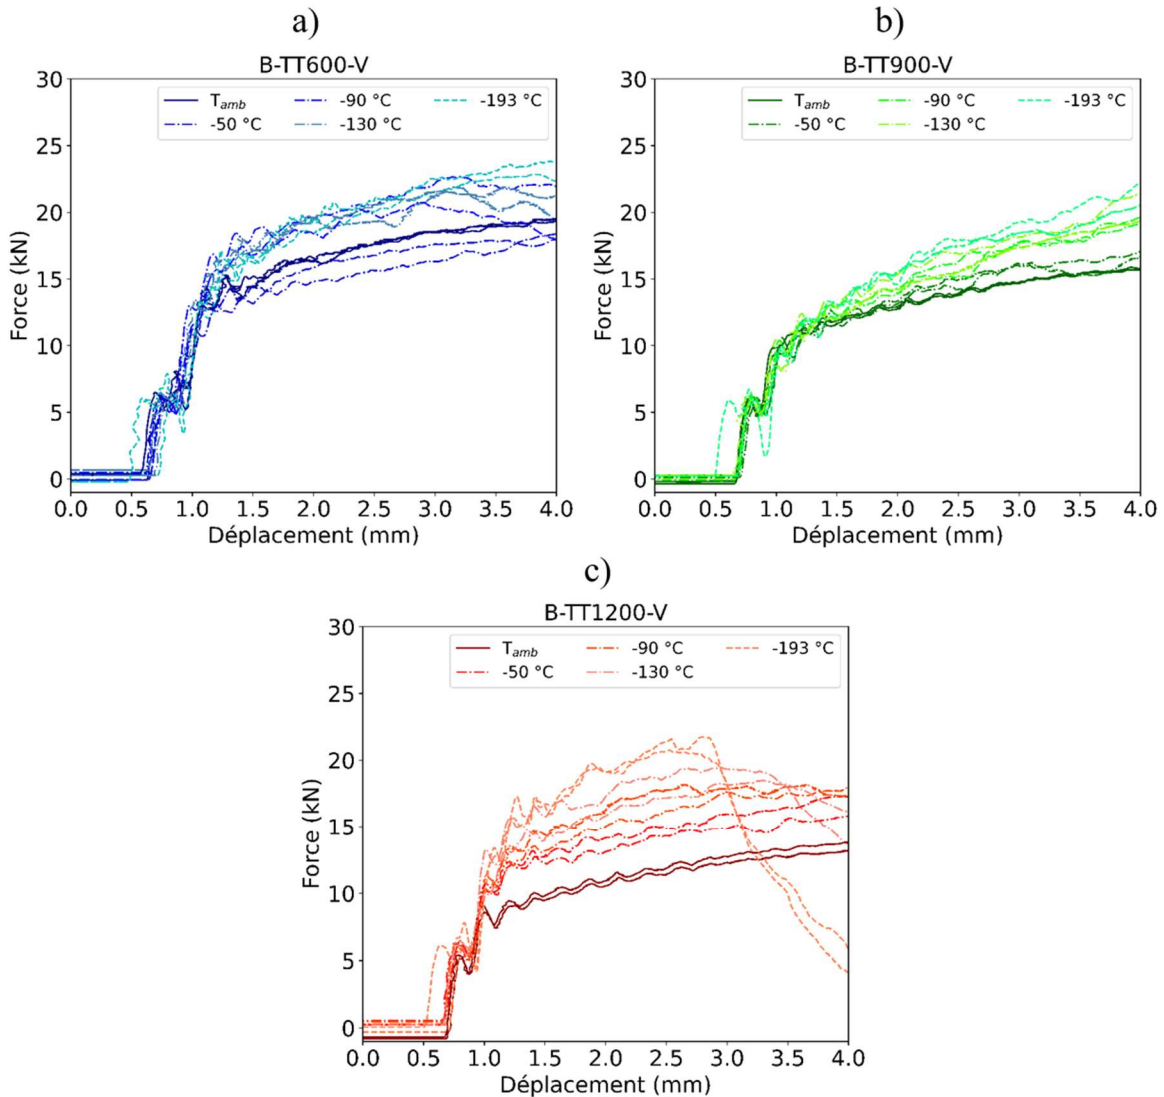 a)
B-TT600-V
30
25
20
15
10
5
0
Force (kN)
T_amb
-50 °C
-90 °C
-130 °C
-193 °C
0.0 0.5 1.0 1.5 2.0 2.5 3.0 3.5 4.0
Déplacement (mm)
b)
B-TT900-V
30
25
20
15
10
5
0
Force (kN)
T_amb
-50 °C
-90 °C
-130 °C
-193 °C
0.0 0.5 1.0 1.5 2.0 2.5 3.0 3.5 4.0
Déplacement (mm)
c)
B-TT1200-V
30
25
20
15
10
5
0
Force (kN)
T_amb
-50 °C
-90 °C
-130 °C
-193 °C
0.0 0.5 1.0 1.5 2.0 2.5 3.0 3.5 4.0
Déplacement (mm)